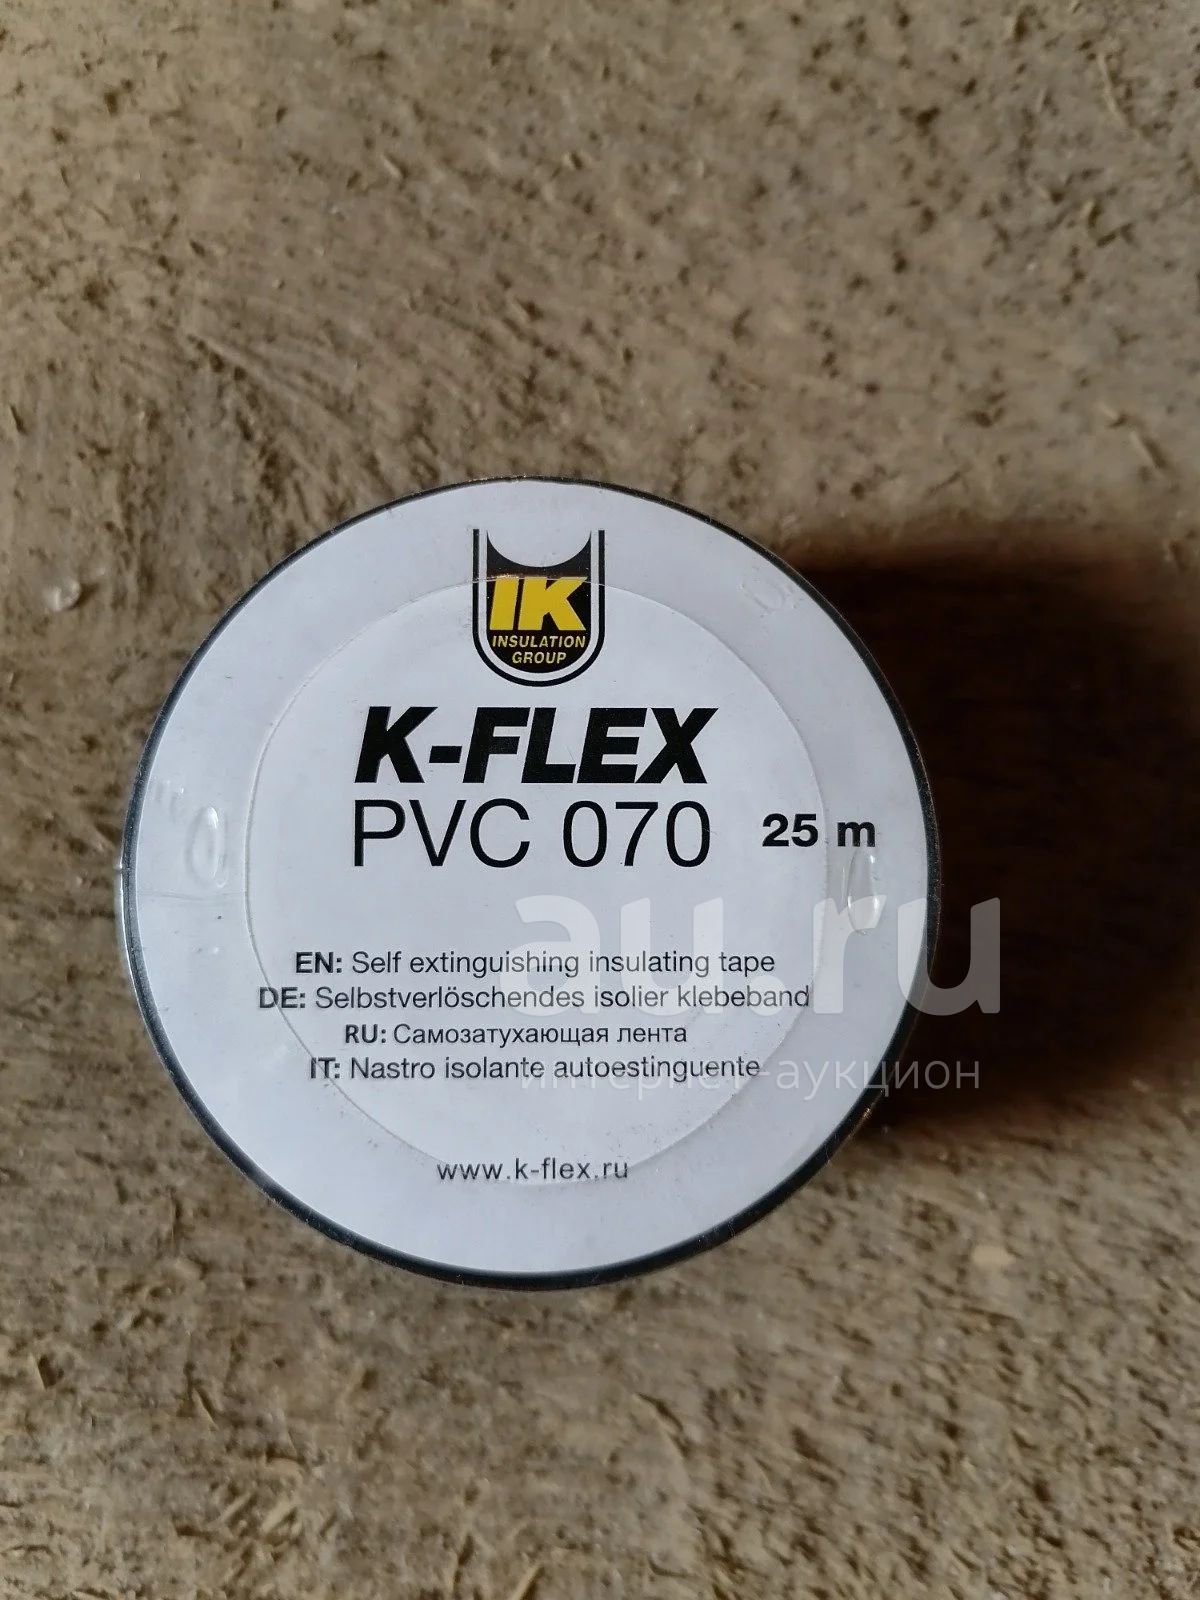 IK
INSULATION
GROUP
K-FLEX
PVC 070 25 m
au.ru
EN: Self extinguishing insulating tape
DE: Selbstverlöschendes isolier klebeband
RU: Самозатухающая лента
IT: Nastro isolante autoestinguente
интернет-аукцион
www.k-flex.ru